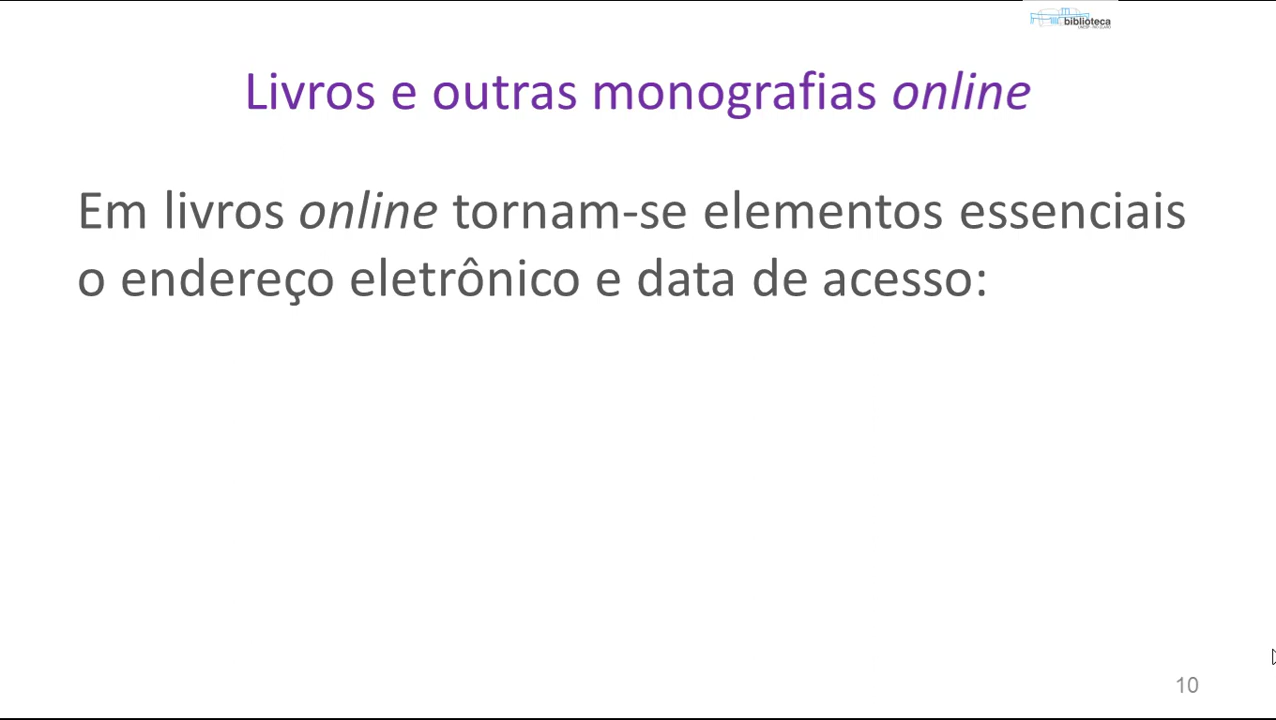 biblioteca
Livros e outras monografias online
Em livros online tornam-se elementos essenciais
o endereço eletrônico e data de acesso:
10